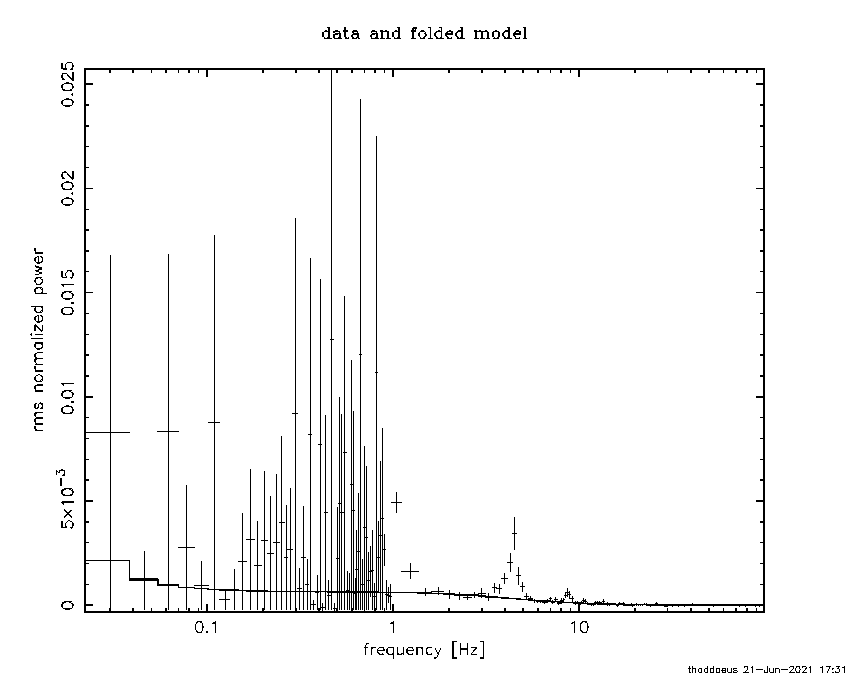 data and folded model
0.025
0.02
0.015
0.01
5×10⁻³
0
rms normalized power
0.1
1
10
frequency [Hz]
thaddaeus 21-Jun-2021 17:31